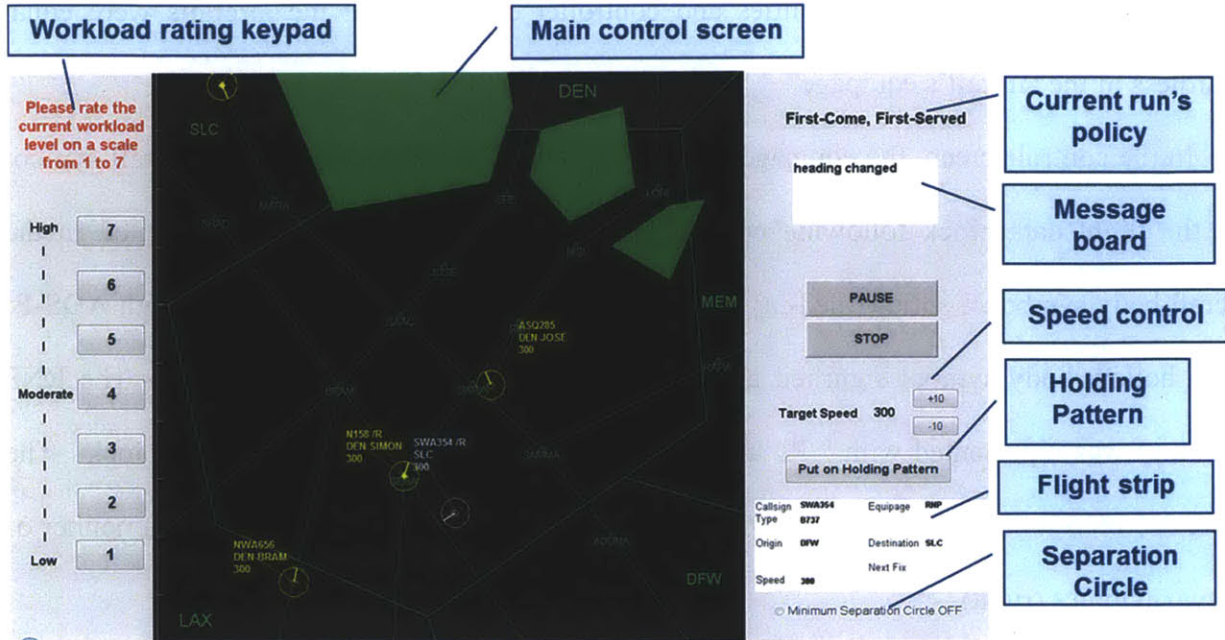 Workload rating keypad
Main control screen
Please rate the
current workload
level on a scale
from 1 to 7
High
7
6
5
Moderate
4
3
2
1
Low
SLC
DEN
MEM
DFW
LAX
ASQ285
DEN JOSE
300
N158 /R
DEN SIMON
300
SWA354 /R
SLC
300
NWA656
DEN BRAM
300
First-Come, First-Served
heading changed
PAUSE
STOP
Target Speed 300
+10
-10
Put on Holding Pattern
Callsign SWA354 Equipage RNP
Type B737
Origin DFW Destination SLC
Next Fix
Speed 300
Minimum Separation Circle OFF
Current run's
policy
Message
board
Speed control
Holding
Pattern
Flight strip
Separation
Circle